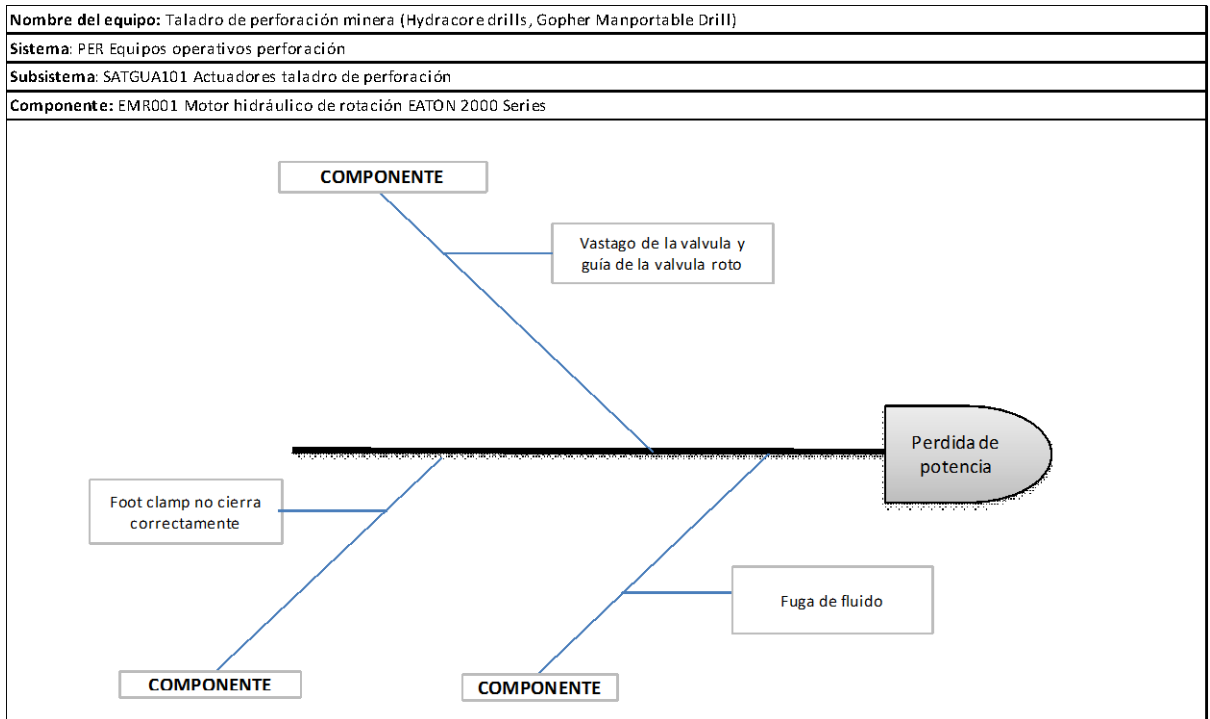 Nombre del equipo: Taladro de perforación minera (Hydracore drills, Gopher Manportable Drill)
Sistema: PER Equipos operativos perforación
Subsistema: SATGUA101 Actuadores taladro de perforación
Componente: EMR001 Motor hidráulico de rotación EATON 2000 Series
COMPONENTE
Vastago de la valvula y
guía de la valvula roto
Perdida de
potencia
Foot clamp no cierra
correctamente
Fuga de fluido
COMPONENTE
COMPONENTE